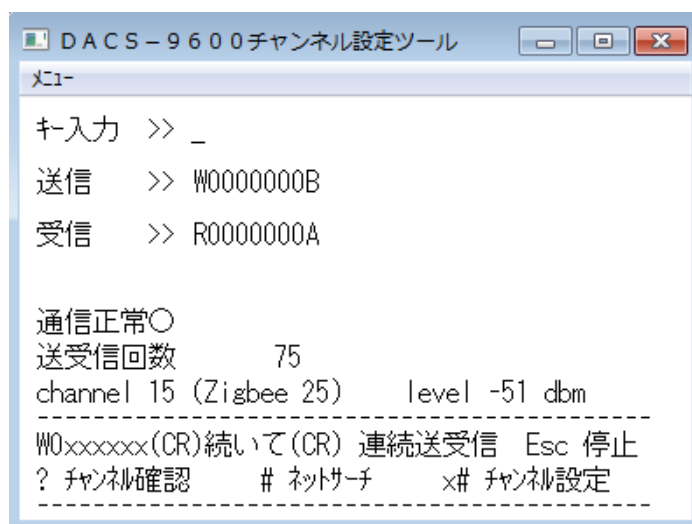 DACS-9600チャンネル設定ツール
メニュー
キー入力 >> _
送信 >> W0000000B
受信 >> R0000000A
通信正常○
送受信回数 75
channel 15 (Zigbee 25) level -51 dbm
--------------------------------------------------
W0xxxxxx(CR)続いて(CR) 連続送受信 Esc 停止
? チャンネル確認 # ネットサーチ x# チャンネル設定
--------------------------------------------------